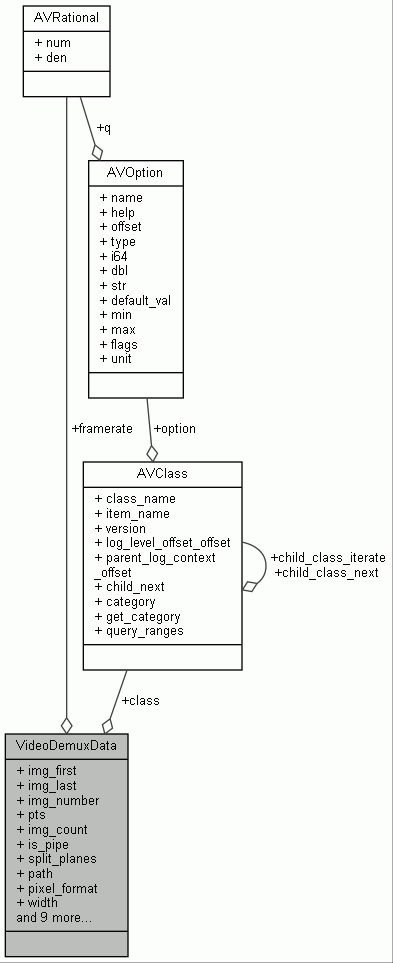 AVRational
+ num
+ den
+q
AVOption
+ name
+ help
+ offset
+ type
+ i64
+ dbl
+ str
+ default_val
+ min
+ max
+ flags
+ unit
+framerate
+option
AVClass
+ class_name
+ item_name
+ version
+ log_level_offset_offset
+ parent_log_context
_offset
+ child_next
+ category
+ get_category
+ query_ranges
+child_class_iterate
+child_class_next
+class
VideoDemuxData
+ img_first
+ img_last
+ img_number
+ pts
+ img_count
+ is_pipe
+ split_planes
+ path
+ pixel_format
+ width
and 9 more...